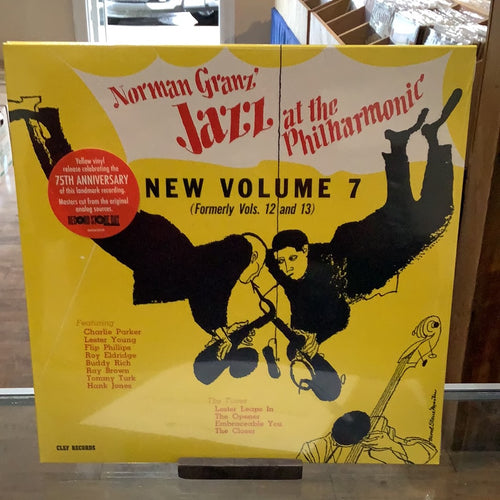 Norman Granz'
Jazz at the
Philharmonic
NEW VOLUME 7
(Formerly Vols. 12 and 13)
Yellow vinyl
release celebrating the
75TH ANNIVERSARY
of this landmark recording.
Masters cut from the original
analog sources.
RECORD STORE DAY
Featuring
Charlie Parker
Lester Young
Flip Phillips
Roy Eldridge
Buddy Rich
Ray Brown
Tommy Turk
Hank Jones
The Tunes
Lester Leaps In
The Opener
Embraceable You
The Closer
CLEF RECORDS